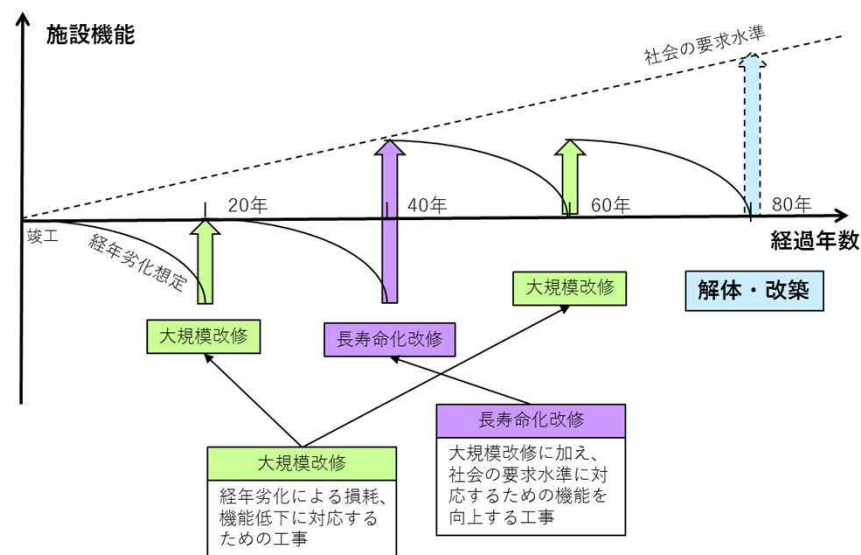 施設機能
社会の要求水準
20年
40年
60年
80年
竣工
経年劣化想定
経過年数
大規模改修
長寿命化改修
大規模改修
解体・改築
大規模改修
経年劣化による損耗、
機能低下に対応する
ための工事
長寿命化改修
大規模改修に加え、
社会の要求水準に対
応するための機能を
向上する工事